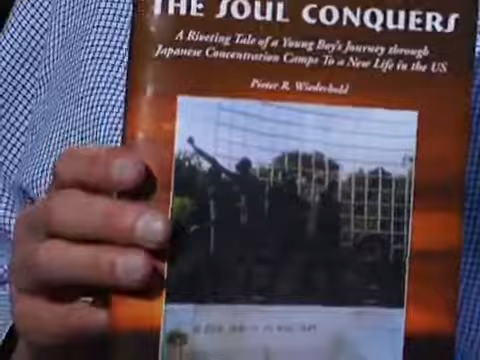 THE SOUL CONQUERS
A Riveting Tale of a Young Boy's Journey through
Japanese Concentration Camps To a New Life in the US
Pieter R. Wiederhold